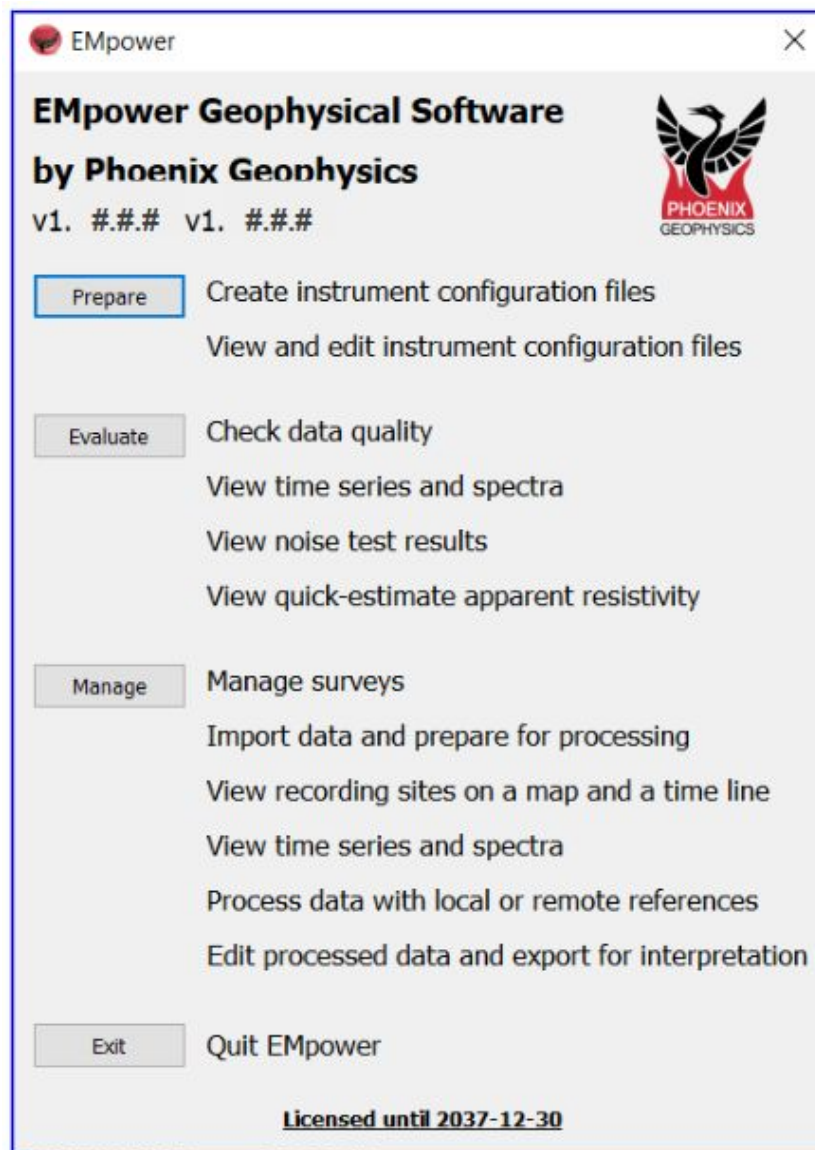 EMpower
EMpower Geophysical Software
by Phoenix Geophysics
v1. #.#.# v1. #.#.#
PHOENIX
GEOPHYSICS
Prepare Create instrument configuration files
View and edit instrument configuration files
Evaluate Check data quality
View time series and spectra
View noise test results
View quick-estimate apparent resistivity
Manage Manage surveys
Import data and prepare for processing
View recording sites on a map and a time line
View time series and spectra
Process data with local or remote references
Edit processed data and export for interpretation
Exit Quit EMpower
Licensed until 2037-12-30